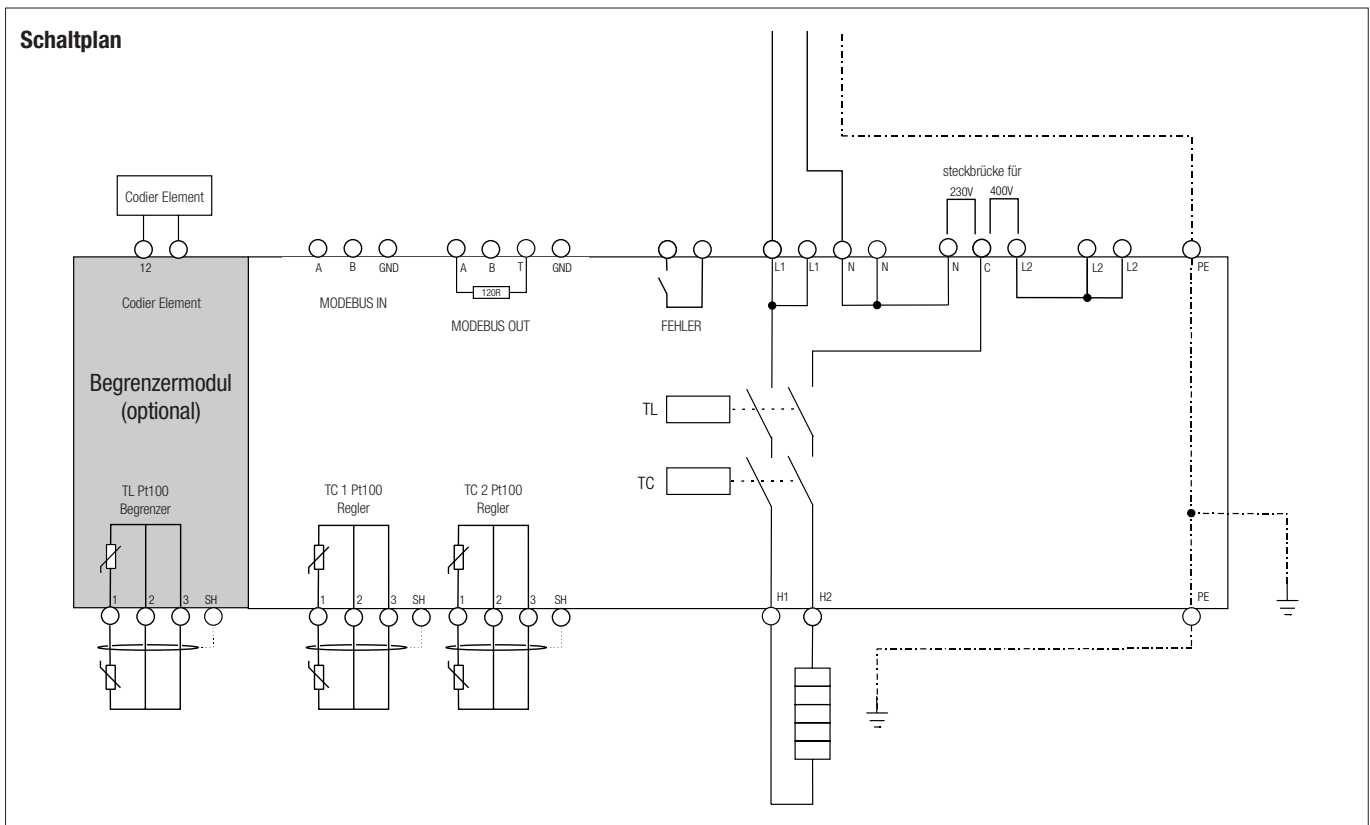 Schaltplan
steckbrücke für
230V 400V
Codier Element
12
A B GND
A B T GND
L1 L1 N N N C L2 L2 L2 PE
120R
Codier Element
MODEBUS IN
MODEBUS OUT
FEHLER
Begrenzermodul
(optional)
TL
TC
TL Pt100
Begrenzer
TC 1 Pt100
Regler
TC 2 Pt100
Regler
1 2 3 SH
1 2 3 SH
1 2 3 SH
H1 H2
PE